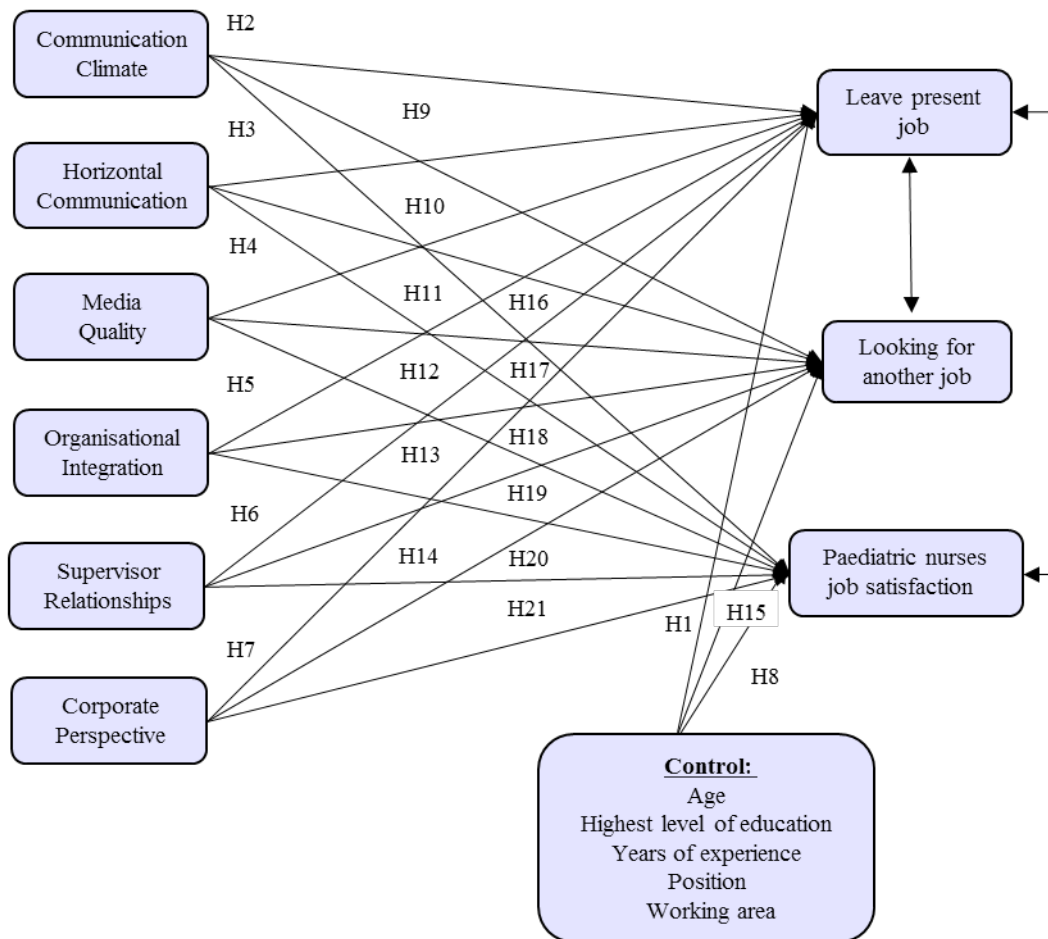 H2
Communication
Climate
H9
H3
Leave present
job
Horizontal
Communication
H10
H4
H11
H16
Media
Quality
H5
H12
H17
Looking for
another job
Organisational
Integration
H13
H18
H6
H19
H14
H20
Supervisor
Relationships
Paediatric nurses
job satisfaction
H21
H1
H15
H7
H8
Corporate
Perspective
Control:
Age
Highest level of education
Years of experience
Position
Working area